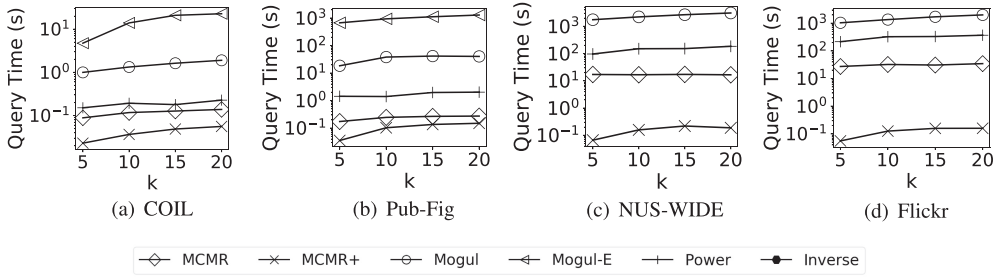 Query Time (s)
10^1
10^0
10^-1
5 10 15 20
k
(a) COIL
Query Time (s)
10^3
10^2
10^1
10^0
10^-1
5 10 15 20
k
(b) Pub-Fig
Query Time (s)
10^3
10^2
10^1
10^0
10^-1
5 10 15 20
k
(c) NUS-WIDE
Query Time (s)
10^3
10^2
10^1
10^0
10^-1
5 10 15 20
k
(d) Flickr
MCMR MCMR+ Mogul Mogul-E Power Inverse